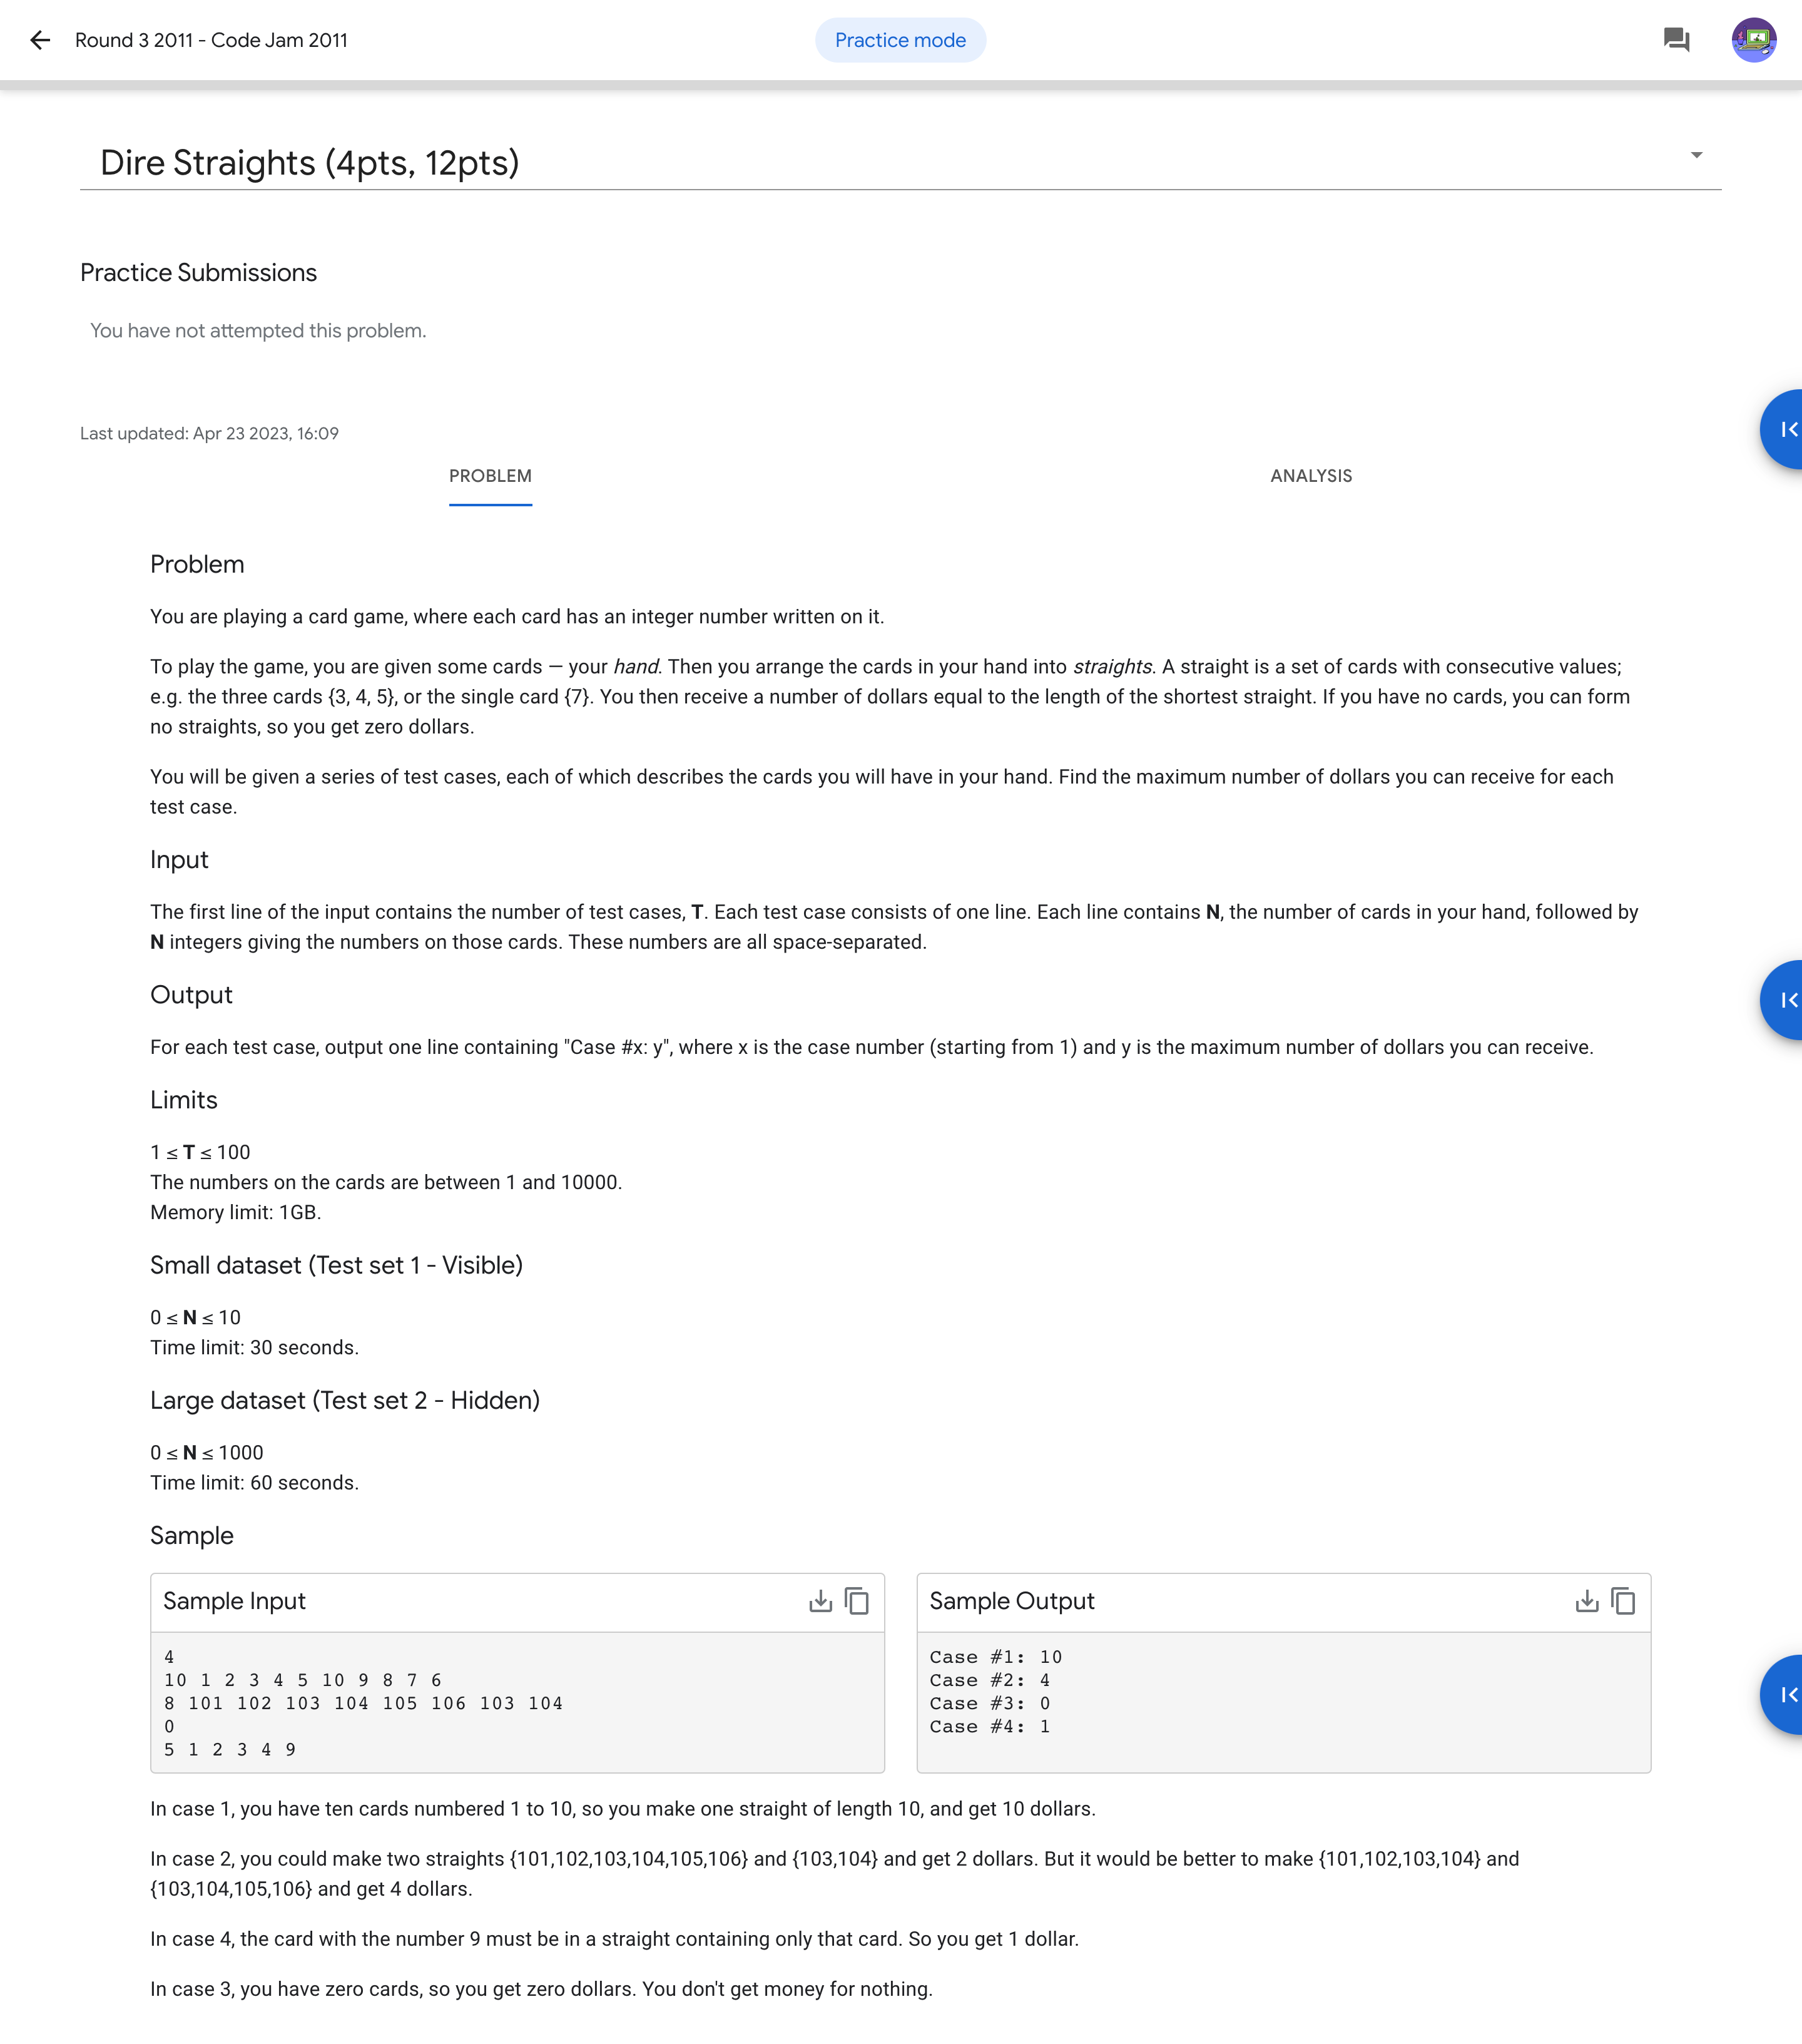 Round 3 2011 - Code Jam 2011
Practice mode
Dire Straights (4pts, 12pts)
Practice Submissions
You have not attempted this problem.
Last updated: Apr 23 2023, 16:09
PROBLEM
ANALYSIS
Problem
You are playing a card game, where each card has an integer number written on it.
To play the game, you are given some cards — your hand. Then you arrange the cards in your hand into straights. A straight is a set of cards with consecutive values;
e.g. the three cards {3, 4, 5}, or the single card {7}. You then receive a number of dollars equal to the length of the shortest straight. If you have no cards, you can form
no straights, so you get zero dollars.
You will be given a series of test cases, each of which describes the cards you will have in your hand. Find the maximum number of dollars you can receive for each
test case.
Input
The first line of the input contains the number of test cases, T. Each test case consists of one line. Each line contains N, the number of cards in your hand, followed by
N integers giving the numbers on those cards. These numbers are all space-separated.
Output
For each test case, output one line containing "Case #x: y", where x is the case number (starting from 1) and y is the maximum number of dollars you can receive.
Limits
1 ≤ T ≤ 100
The numbers on the cards are between 1 and 10000.
Memory limit: 1GB.
Small dataset (Test set 1 - Visible)
0 ≤ N ≤ 10
Time limit: 30 seconds.
Large dataset (Test set 2 - Hidden)
0 ≤ N ≤ 1000
Time limit: 60 seconds.
Sample
Sample Input
4
10 1 2 3 4 5 10 9 8 7 6
8 101 102 103 104 105 106 103 104
0
5 1 2 3 4 9
Sample Output
Case #1: 10
Case #2: 4
Case #3: 0
Case #4: 1
In case 1, you have ten cards numbered 1 to 10, so you make one straight of length 10, and get 10 dollars.
In case 2, you could make two straights {101,102,103,104,105,106} and {103,104} and get 2 dollars. But it would be better to make {101,102,103,104} and
{103,104,105,106} and get 4 dollars.
In case 4, the card with the number 9 must be in a straight containing only that card. So you get 1 dollar.
In case 3, you have zero cards, so you get zero dollars. You don't get money for nothing.